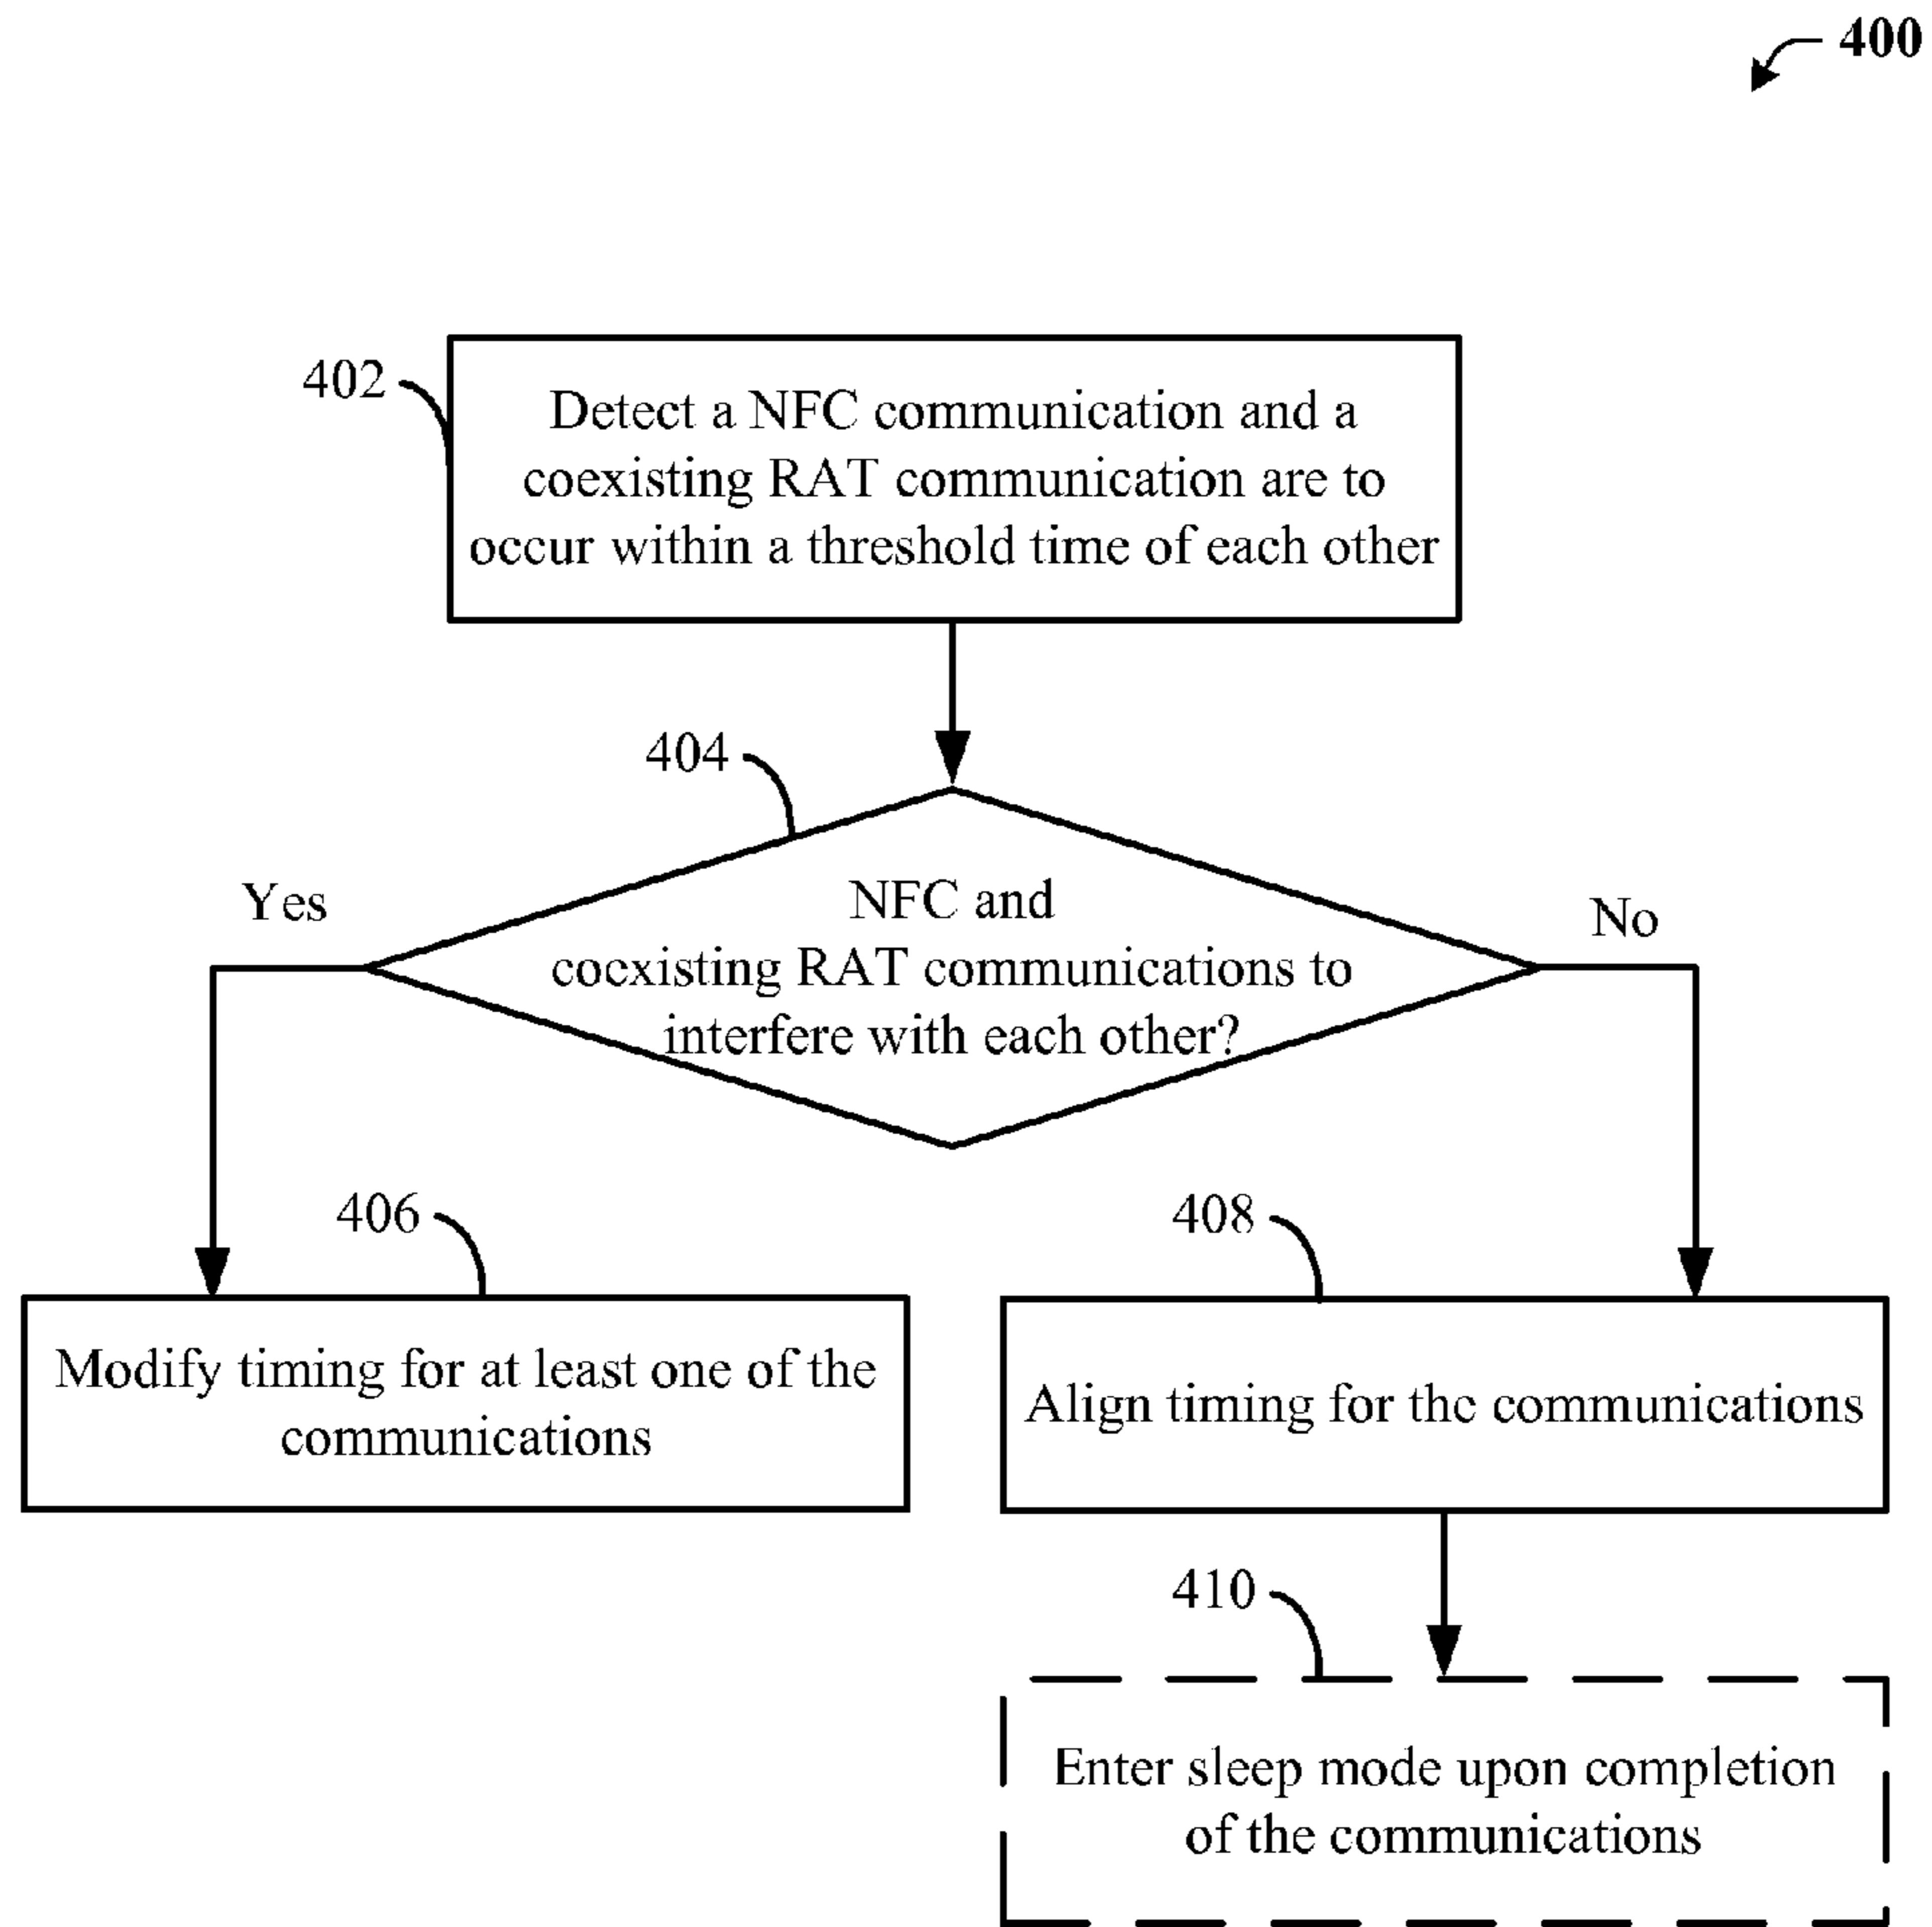 400
402
Detect a NFC communication and a
coexisting RAT communication are to
occur within a threshold time of each other
404
Yes
NFC and
coexisting RAT communications to
interfere with each other?
No
406
Modify timing for at least one of the
communications
408
Align timing for the communications
410
Enter sleep mode upon completion
of the communications